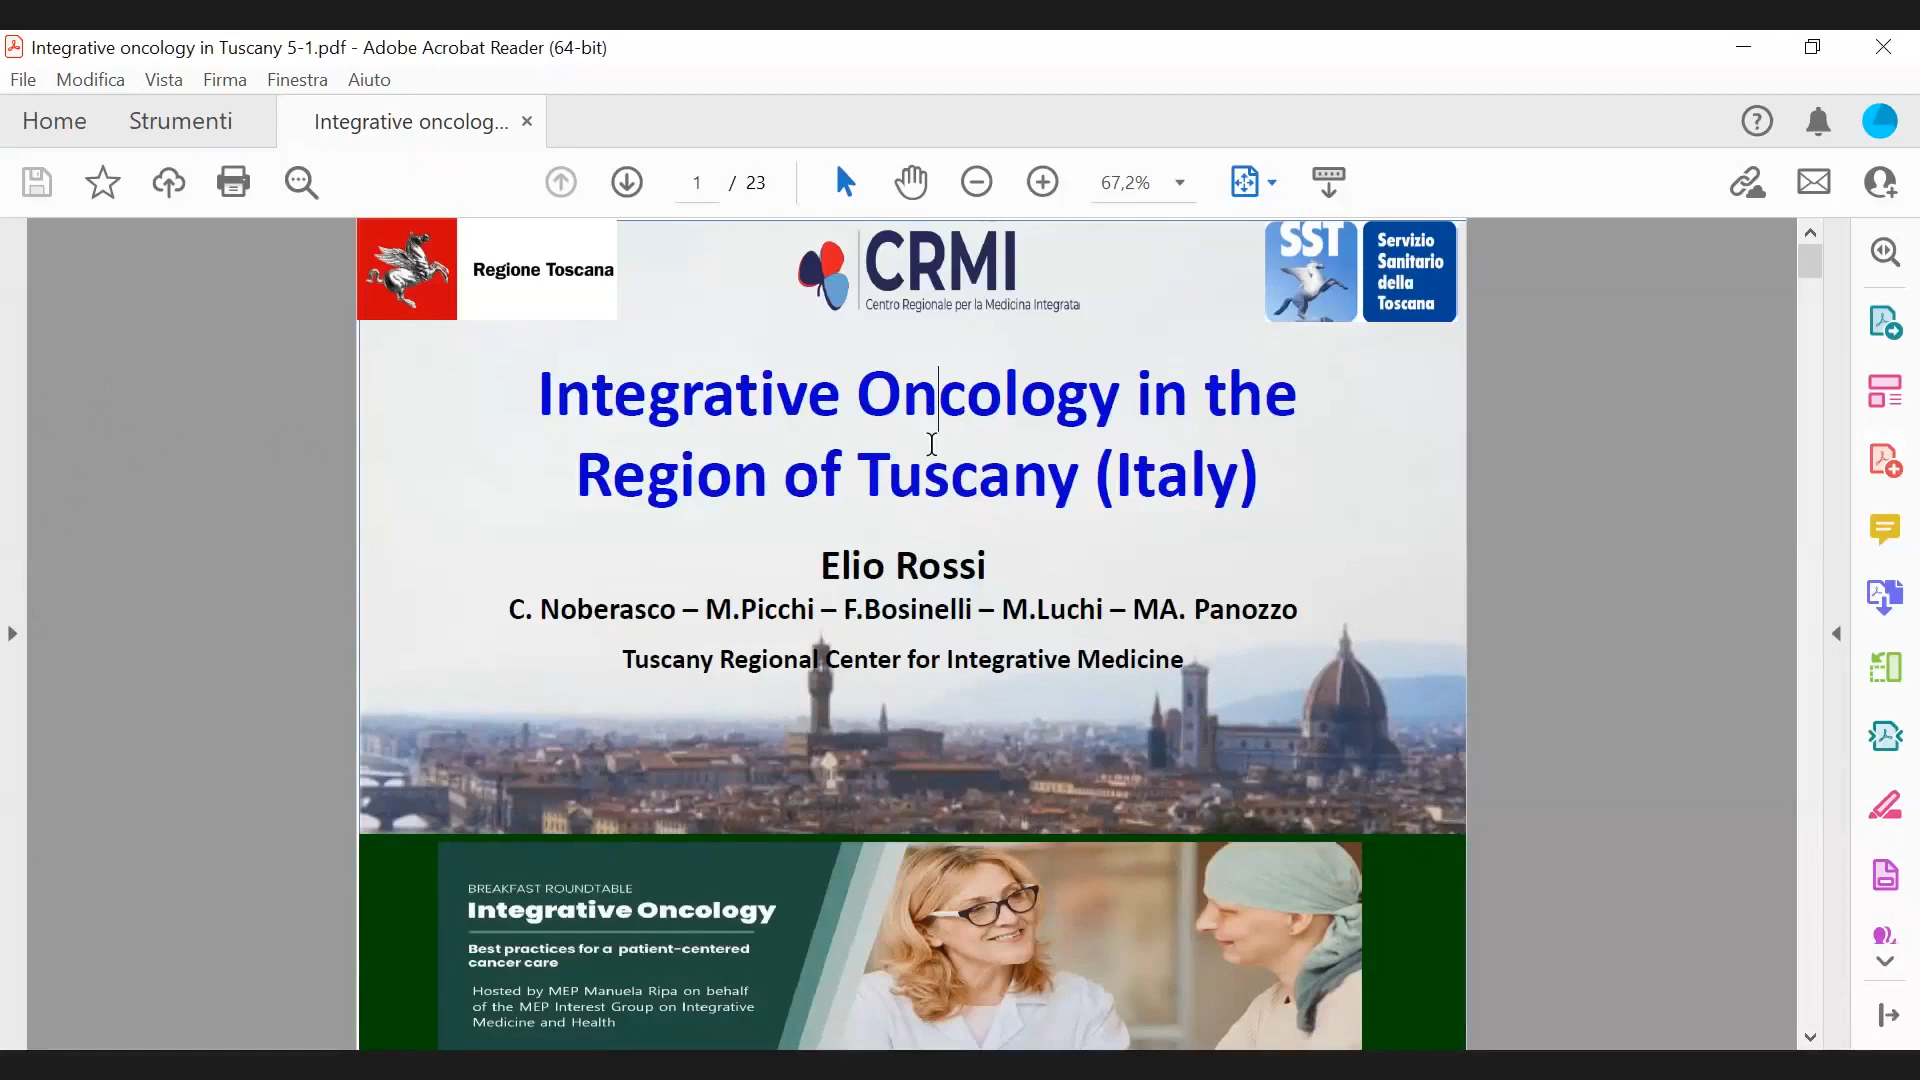 Integrative oncology in Tuscany 5-1.pdf - Adobe Acrobat Reader (64-bit)
File Modifica Vista Firma Finestra Aiuto
Home Strumenti Integrative oncolog... ×
1 / 23 67,2%
Regione Toscana
CRMI
Centro Regionale per la Medicina Integrata
SST
Servizio
Sanitario
della
Toscana
Integrative Oncology in the
Region of Tuscany (Italy)
Elio Rossi
C. Noberasco – M.Picchi – F.Bosinelli – M.Luchi – MA. Panozzo
Tuscany Regional Center for Integrative Medicine
BREAKFAST ROUNDTABLE
Integrative Oncology
Best practices for a patient-centered
cancer care
Hosted by MEP Manuela Ripa on behalf
of the MEP Interest Group on Integrative
Medicine and Health